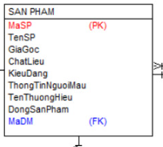 SAN PHAM
MaSP (PK)
TenSP
GiaGoc
ChatLieu
KieuDang
ThongTinNguoiMau
TenThuongHieu
DongSanPham
MaDM (FK)